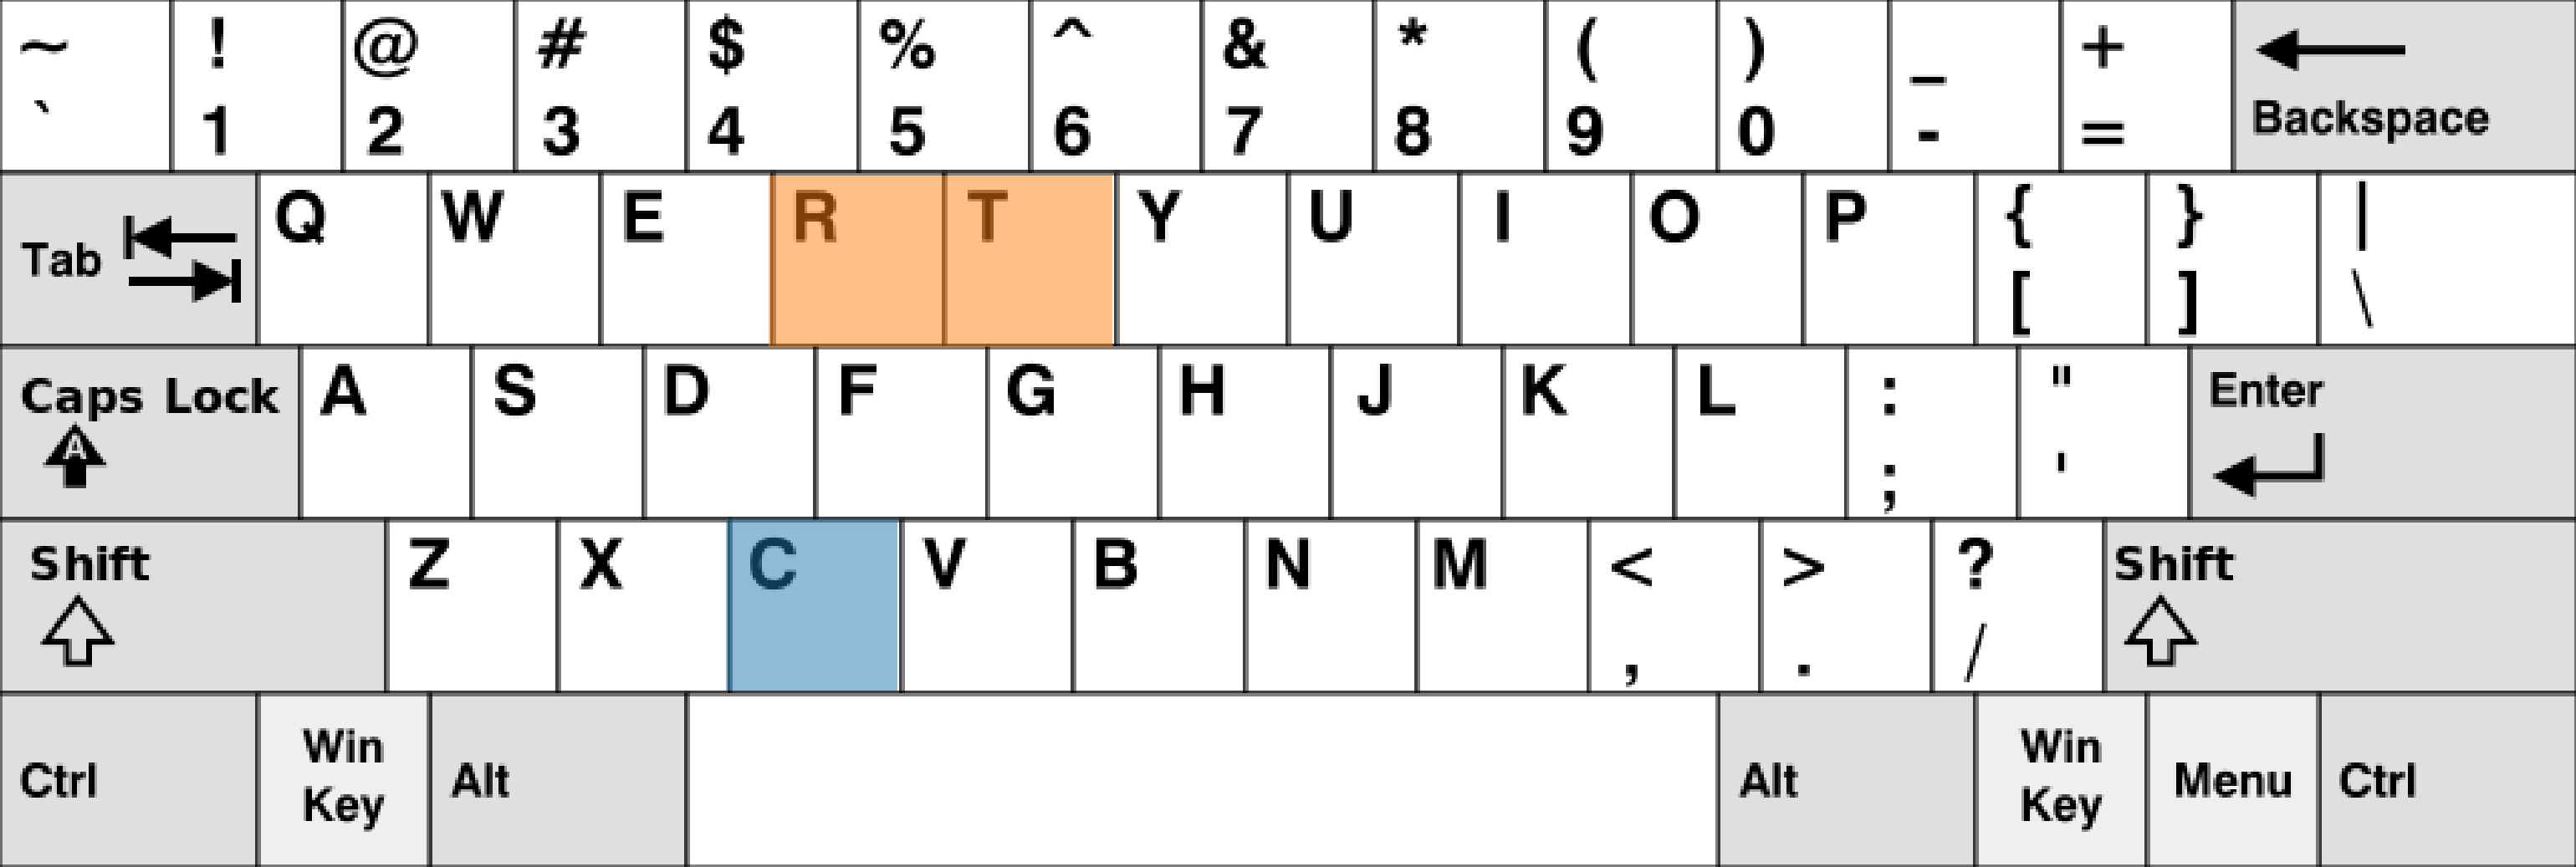 ~ ! @ # $ % ^ & * ( ) _ +
` 1 2 3 4 5 6 7 8 9 0 - = Backspace
Tab Q W E R T Y U I O P { } |
[ ] \
Caps Lock A S D F G H J K L : " Enter
A ; '
Shift Z X C V B N M < > ? Shift
, . /
Ctrl Win Key Alt Alt Win Key Menu Ctrl